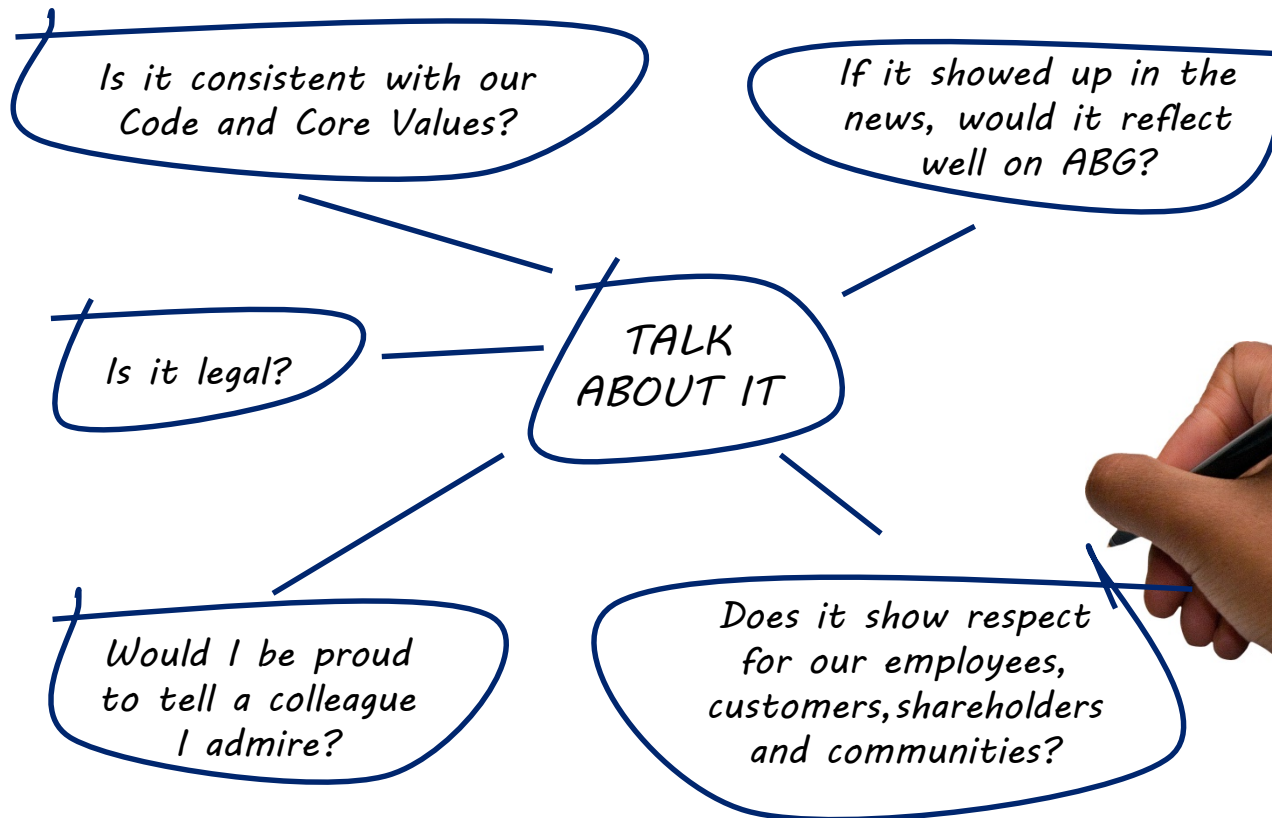 Is it consistent with our
Code and Core Values?
If it showed up in the
news, would it reflect
well on ABG?
Is it legal?
TALK
ABOUT IT
Would I be proud
to tell a colleague
I admire?
Does it show respect
for our employees,
customers, shareholders
and communities?